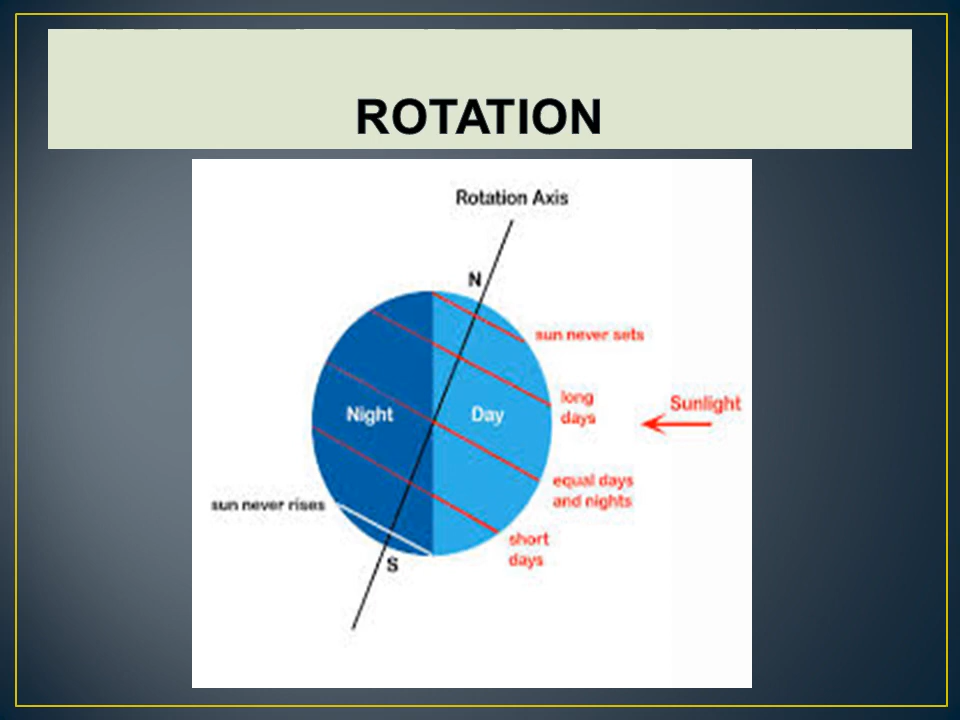 ROTATION
Rotation Axis
N
sun never sets
long
days
Sunlight
Night
Day
equal days
and nights
sun never rises
short
days
S